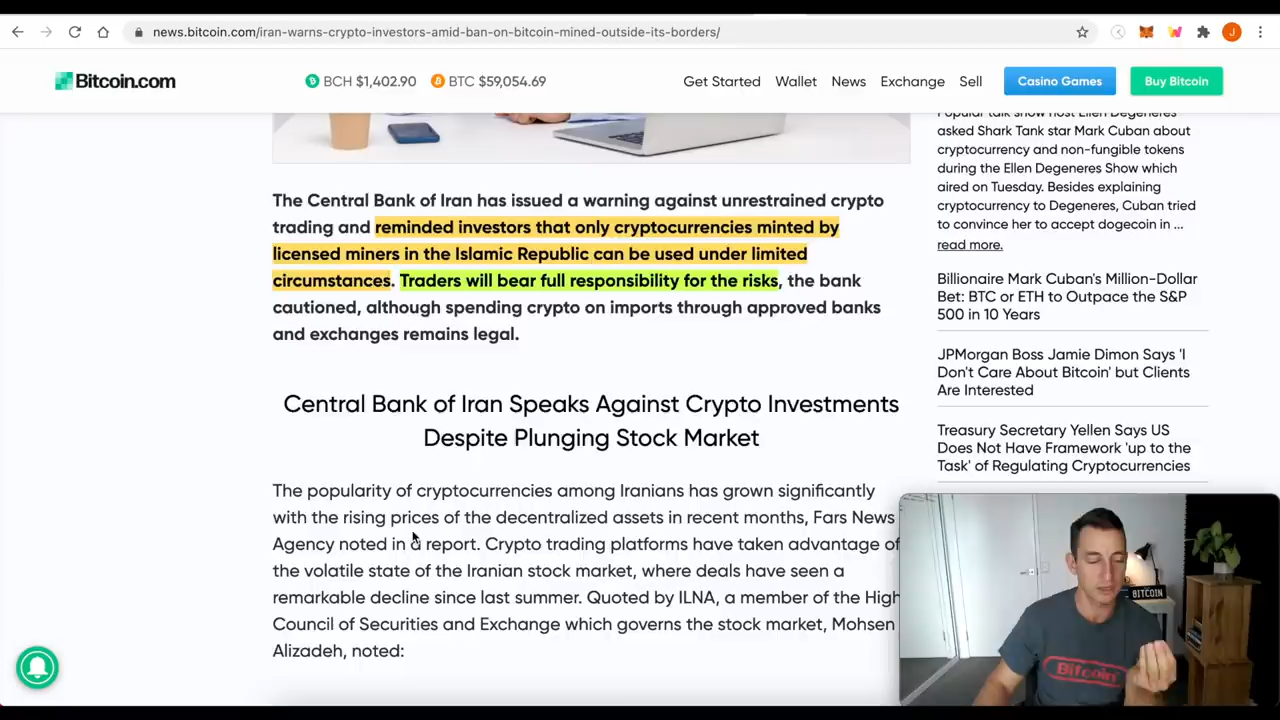 news.bitcoin.com/iran-warns-crypto-investors-amid-ban-on-bitcoin-mined-outside-its-borders/
J
Bitcoin.com
BCH $1,402.90
BTC $59,054.69
Get Started
Wallet
News
Exchange
Sell
Casino Games
Buy Bitcoin
The Central Bank of Iran has issued a warning against unrestrained crypto
trading and reminded investors that only cryptocurrencies minted by
licensed miners in the Islamic Republic can be used under limited
circumstances. Traders will bear full responsibility for the risks, the bank
cautioned, although spending crypto on imports through approved banks
and exchanges remains legal.
Central Bank of Iran Speaks Against Crypto Investments
Despite Plunging Stock Market
The popularity of cryptocurrencies among Iranians has grown significantly
with the rising prices of the decentralized assets in recent months, Fars News
Agency noted in a report. Crypto trading platforms have taken advantage of
the volatile state of the Iranian stock market, where deals have seen a
remarkable decline since last summer. Quoted by ILNA, a member of the High
Council of Securities and Exchange which governs the stock market, Mohsen
Alizadeh, noted:
Popular talk show host Ellen Degeneres
asked Shark Tank star Mark Cuban about
cryptocurrency and non-fungible tokens
during the Ellen Degeneres Show which
aired on Tuesday. Besides explaining
cryptocurrency to Degeneres, Cuban tried
to convince her to accept dogecoin in ...
read more.
Billionaire Mark Cuban's Million-Dollar
Bet: BTC or ETH to Outpace the S&P
500 in 10 Years
JPMorgan Boss Jamie Dimon Says 'I
Don't Care About Bitcoin' but Clients
Are Interested
Treasury Secretary Yellen Says US
Does Not Have Framework 'up to the
Task' of Regulating Cryptocurrencies
BITCOIN
Bitcoin